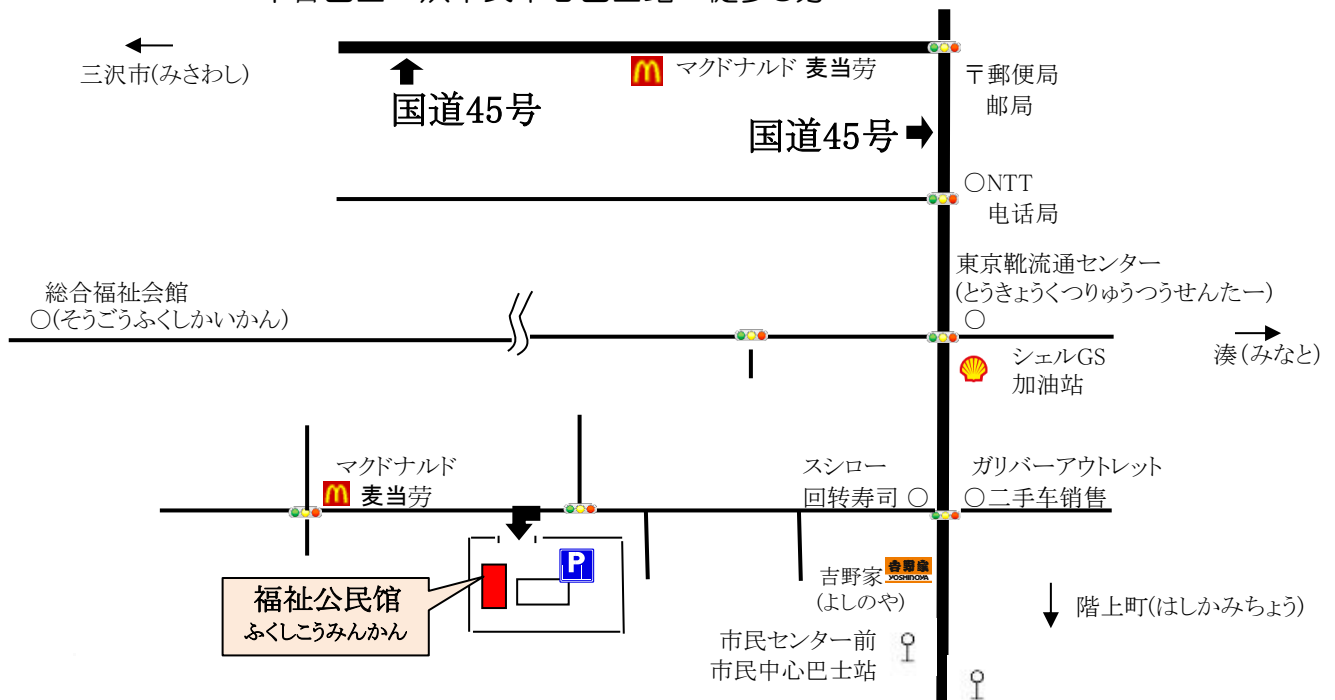 三沢市(みさわし)
マクドナルド 麦当劳
国道45号
国道45号
〒郵便局
邮局
○NTT
电话局
東京靴流通センター
(とうきょうくつりゅうつうせんたー)
○
総合福祉会館
○(そうごうふくしかいかん)
シェルGS
加油站
湊(みなと)
マクドナルド
麦当劳
スシロー
回转寿司 ○
ガリバーアウトレット
○二手车销售
P
福祉公民館
ふくしこうみんかん
吉野家
(よしのや)
吉野家
YOSHINOYA
階上町(はしかみちょう)
市民センター前
市民中心巴士站